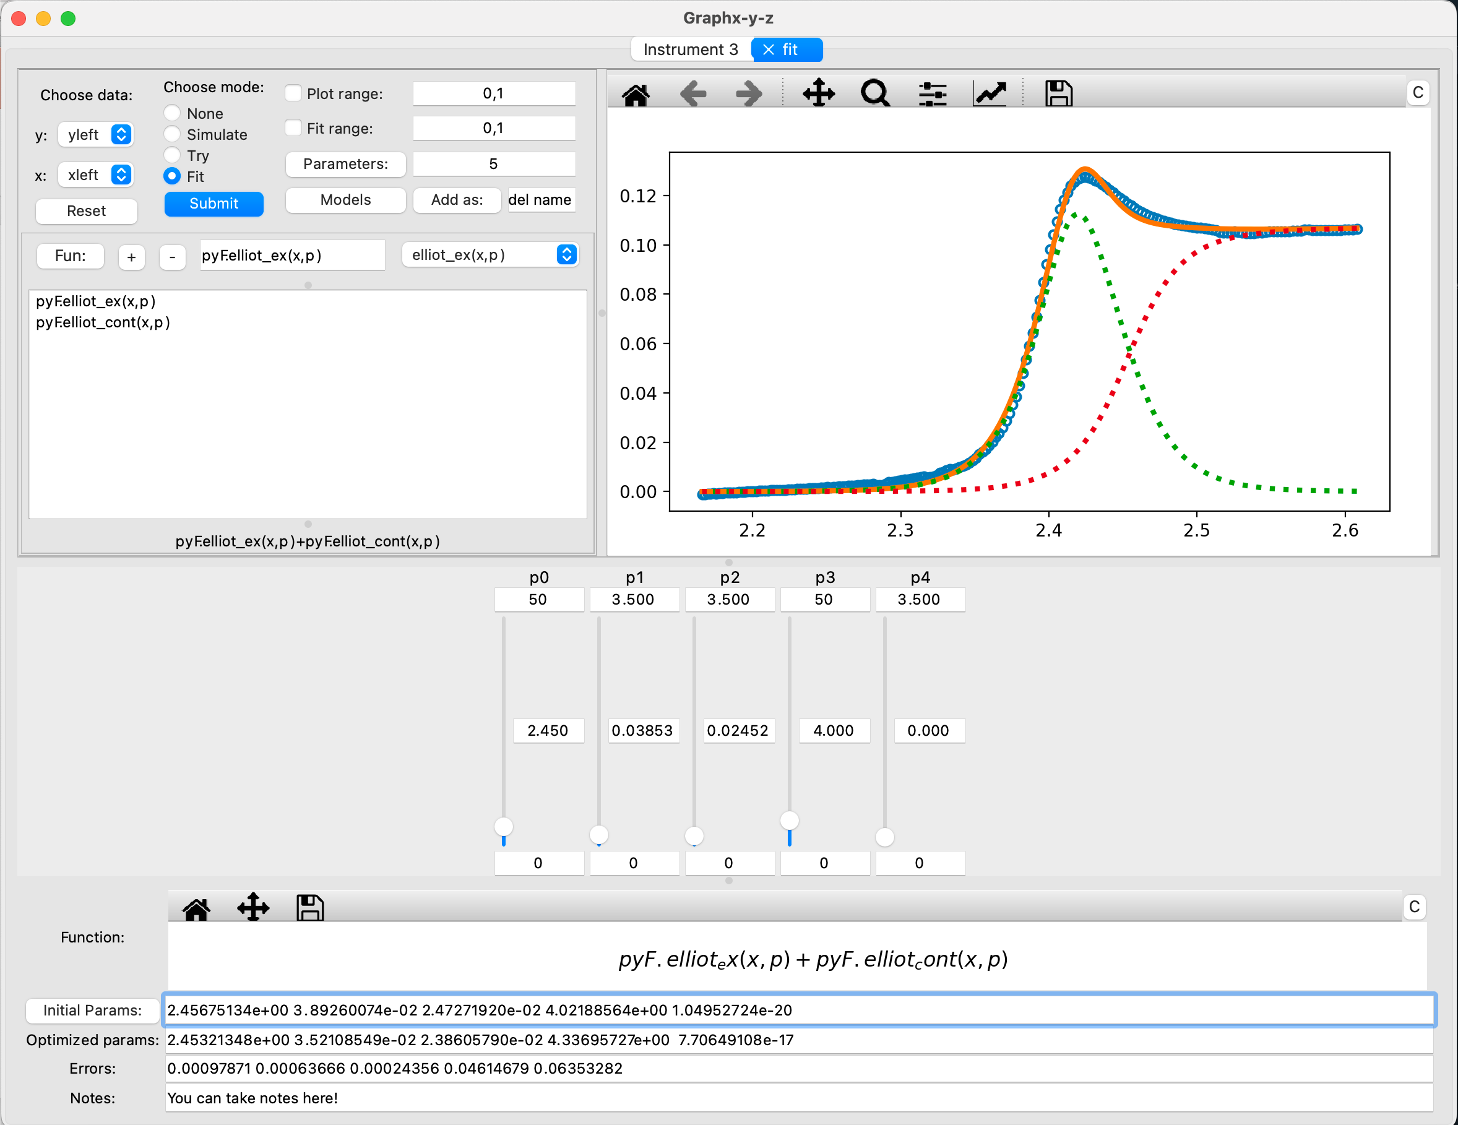 Graphx-y-z
Instrument 3
fit
Choose data:
y: yleft
x: xleft
Reset
Choose mode:
None
Simulate
Try
Fit
Submit
Plot range: 0,1
Fit range: 0,1
Parameters: 5
Models Add as: del name
Fun: + - pyF.elliot_ex(x,p) elliot_ex(x,p)
pyF.elliot_ex(x,p)
pyF.elliot_cont(x,p)
pyF.elliot_ex(x,p)+pyF.elliot_cont(x,p)
C
0.12
0.10
0.08
0.06
0.04
0.02
0.00
2.2 2.3 2.4 2.5 2.6
p0 p1 p2 p3 p4
50 3.500 3.500 50 3.500
2.450 0.03853 0.02452 4.000 0.000
0 0 0 0 0
C
Function:
pyF.elliotₑx(x,p) + pyF.elliot_cont(x,p)
Initial Params: 2.45675134e+00 3.89260074e-02 2.47271920e-02 4.02188564e+00 1.04952724e-20
Optimized params: 2.45321348e+00 3.52108549e-02 2.38605790e-02 4.33695727e+00 7.70649108e-17
Errors: 0.00097871 0.00063666 0.00024356 0.04614679 0.06353282
Notes: You can take notes here!